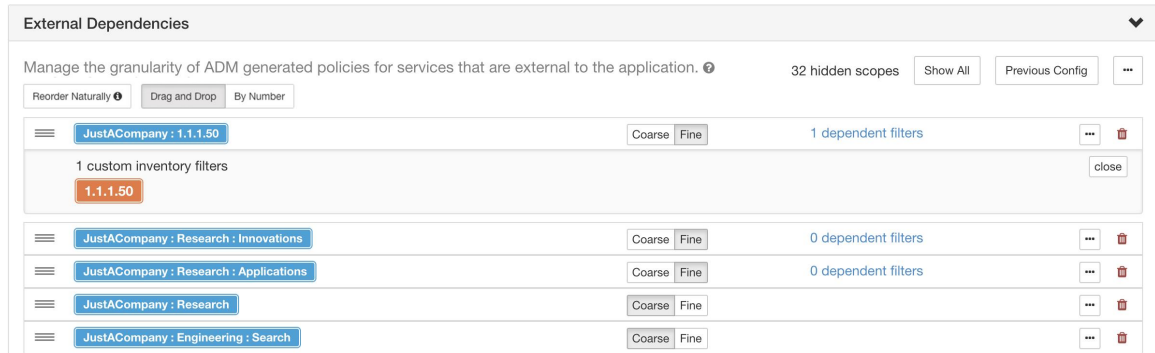 External Dependencies
Manage the granularity of ADM generated policies for services that are external to the application.
32 hidden scopes Show All Previous Config
Reorder Naturally Drag and Drop By Number
JustACompany : 1.1.1.50 Coarse Fine 1 dependent filters
1 custom inventory filters close
1.1.1.50
JustACompany : Research : Innovations Coarse Fine 0 dependent filters
JustACompany : Research : Applications Coarse Fine 0 dependent filters
JustACompany : Research Coarse Fine
JustACompany : Engineering : Search Coarse Fine